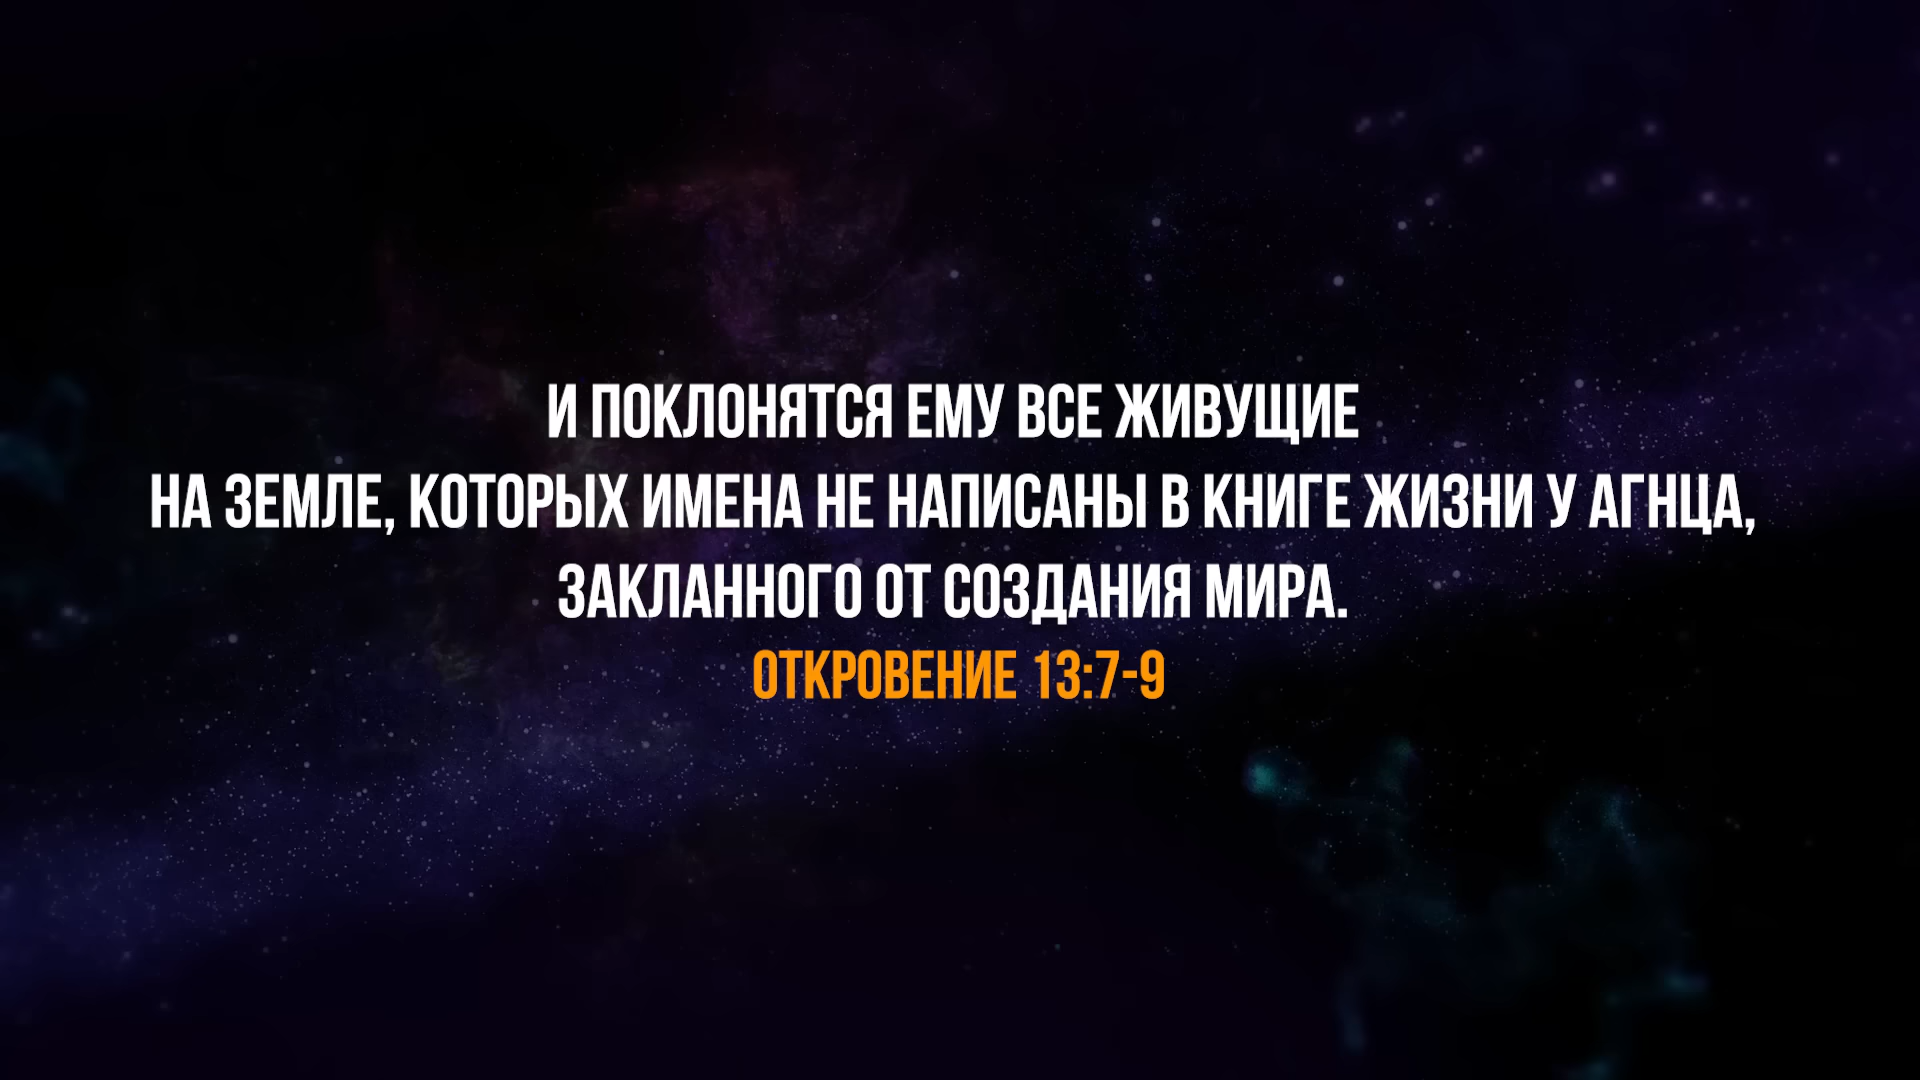 И ПОКЛОНЯТСЯ ЕМУ ВСЕ ЖИВУЩИЕ
НА ЗЕМЛЕ, КОТОРЫХ ИМЕНА НЕ НАПИСАНЫ В КНИГЕ ЖИЗНИ У АГНЦА,
ЗАКЛАННОГО ОТ СОЗДАНИЯ МИРА.
ОТКРОВЕНИЕ 13:7-9